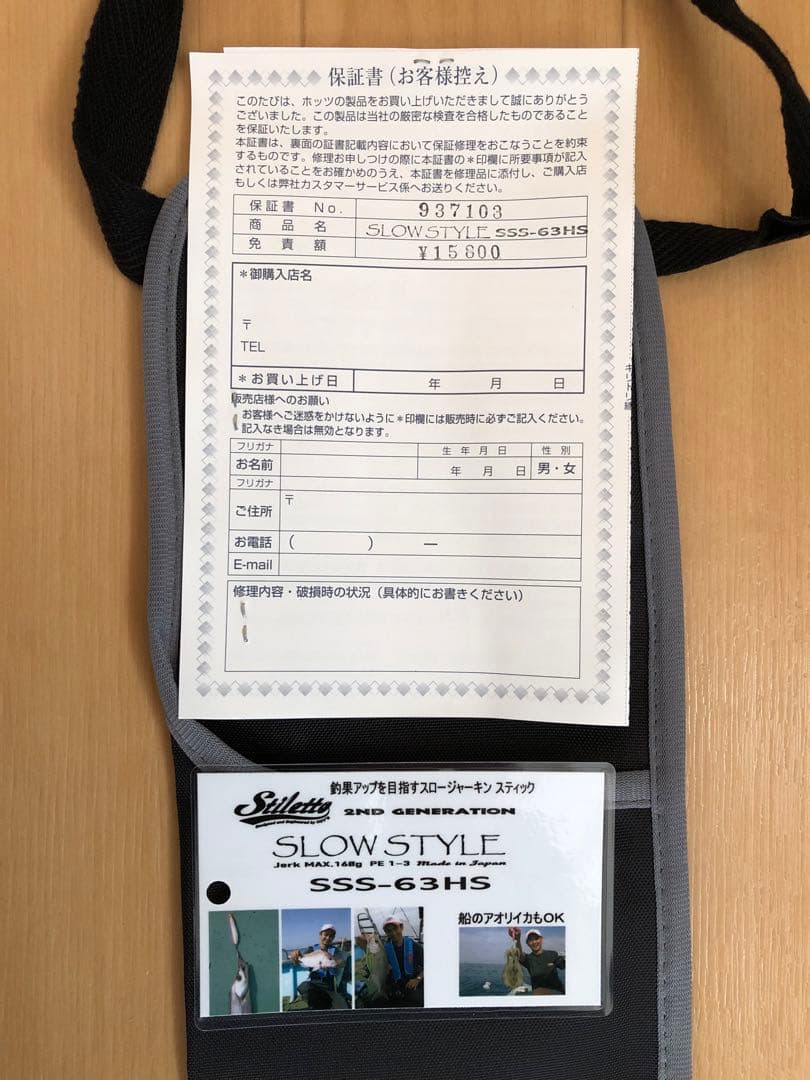 保証書(お客様控え)
このたびは、ホッツの製品をお買い上げいただきまして誠にありがとう
ございました。この製品は当社の厳密な検査を合格したものであること
を保証いたします。
本証書は、裏面の証書記載内容において保証修理をおこなうことを約束
するものです。修理お申しつけの際に本証書の＊印欄に所要事項が記入
されていることをお確かめのうえ、本証書を修理品に添付し、ご購入店
もしくは弊社カスタマーサービス係へお送りください。
保証書 No. 937103
商品名 SLOW STYLE SSS-63HS
免責額 ¥15800
＊御購入店名
〒
TEL
＊お買い上げ日 年 月 日
販売店様へのお願い
お客様へご迷惑をかけないように＊印欄には販売時に必ずご記入ください。
記入なき場合は無効となります。
フリガナ 生年月日 性別
お名前 年 月 日 男・女
フリガナ
ご住所 〒
お電話 ( ) ー
E-mail
修理内容・破損時の状況(具体的にお書きください)
キリトリ線
釣果アップを目指すスロージャーキン スティック
Stiletto 2ND GENERATION
SLOW STYLE
Jerk MAX.168g PE 1-3 Made in Japan
SSS-63HS
船のアオリイカもOK